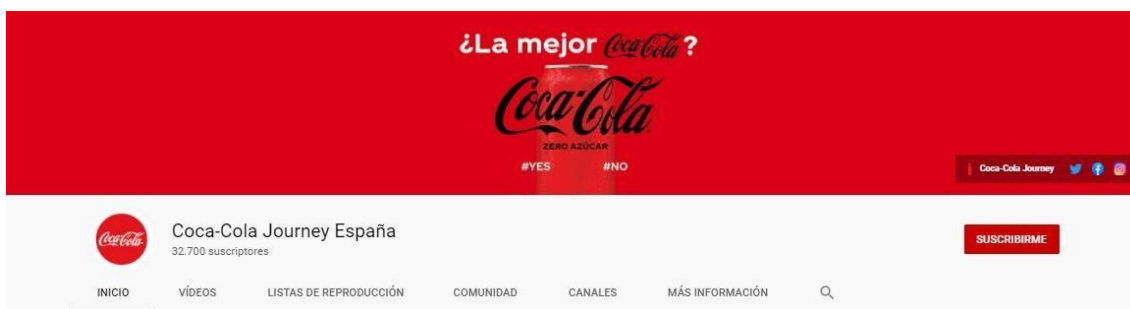 ¿La mejor Coca-Cola?
Coca-Cola
ZERO AZÚCAR
#YES #NO
Coca-Cola Journey
Coca-Cola
Coca-Cola Journey España
32.700 suscriptores
SUSCRIBIRME
INICIO VÍDEOS LISTAS DE REPRODUCCIÓN COMUNIDAD CANALES MÁS INFORMACIÓN